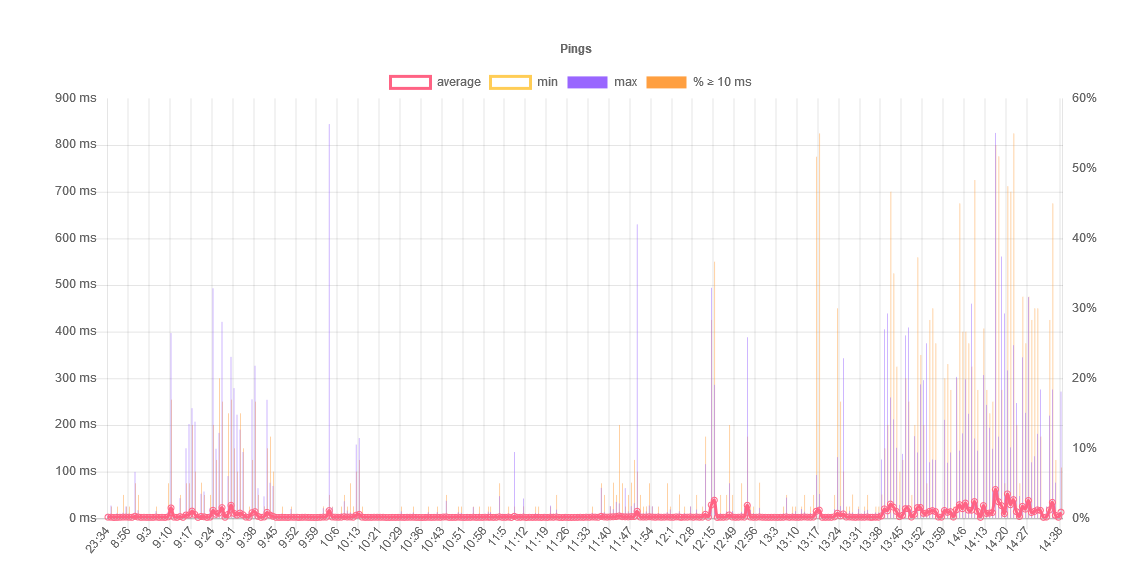 Pings
average min max % ≥ 10 ms
900 ms 60%
800 ms
50%
700 ms
600 ms 40%
500 ms
30%
400 ms
300 ms 20%
200 ms
10%
100 ms
0 ms 0%
23:34 8:56 9:3 9:10 9:17 9:24 9:31 9:38 9:45 9:52 9:59 10:6 10:13 10:21 10:29 10:36 10:43 10:51 10:58 11:5 11:12 11:19 11:26 11:33 11:40 11:47 11:54 12:1 12:8 12:15 12:49 12:56 13:3 13:10 13:17 13:24 13:31 13:38 13:45 13:52 13:59 14:6 14:13 14:20 14:27 14:38